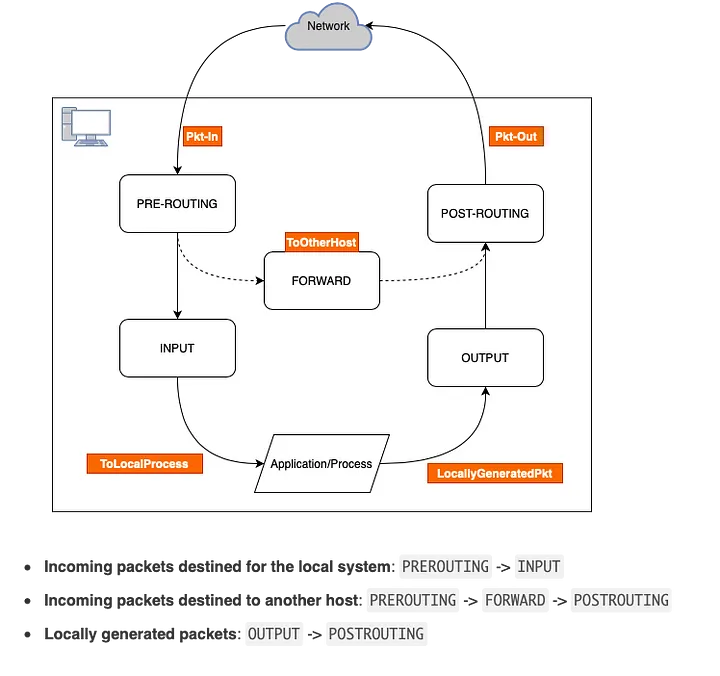 Network
Pkt-In
Pkt-Out
PRE-ROUTING
POST-ROUTING
ToOtherHost
FORWARD
INPUT
OUTPUT
ToLocalProcess
Application/Process
LocallyGeneratedPkt
• Incoming packets destined for the local system: PREROUTING -> INPUT
• Incoming packets destined to another host: PREROUTING -> FORWARD -> POSTROUTING
• Locally generated packets: OUTPUT -> POSTROUTING